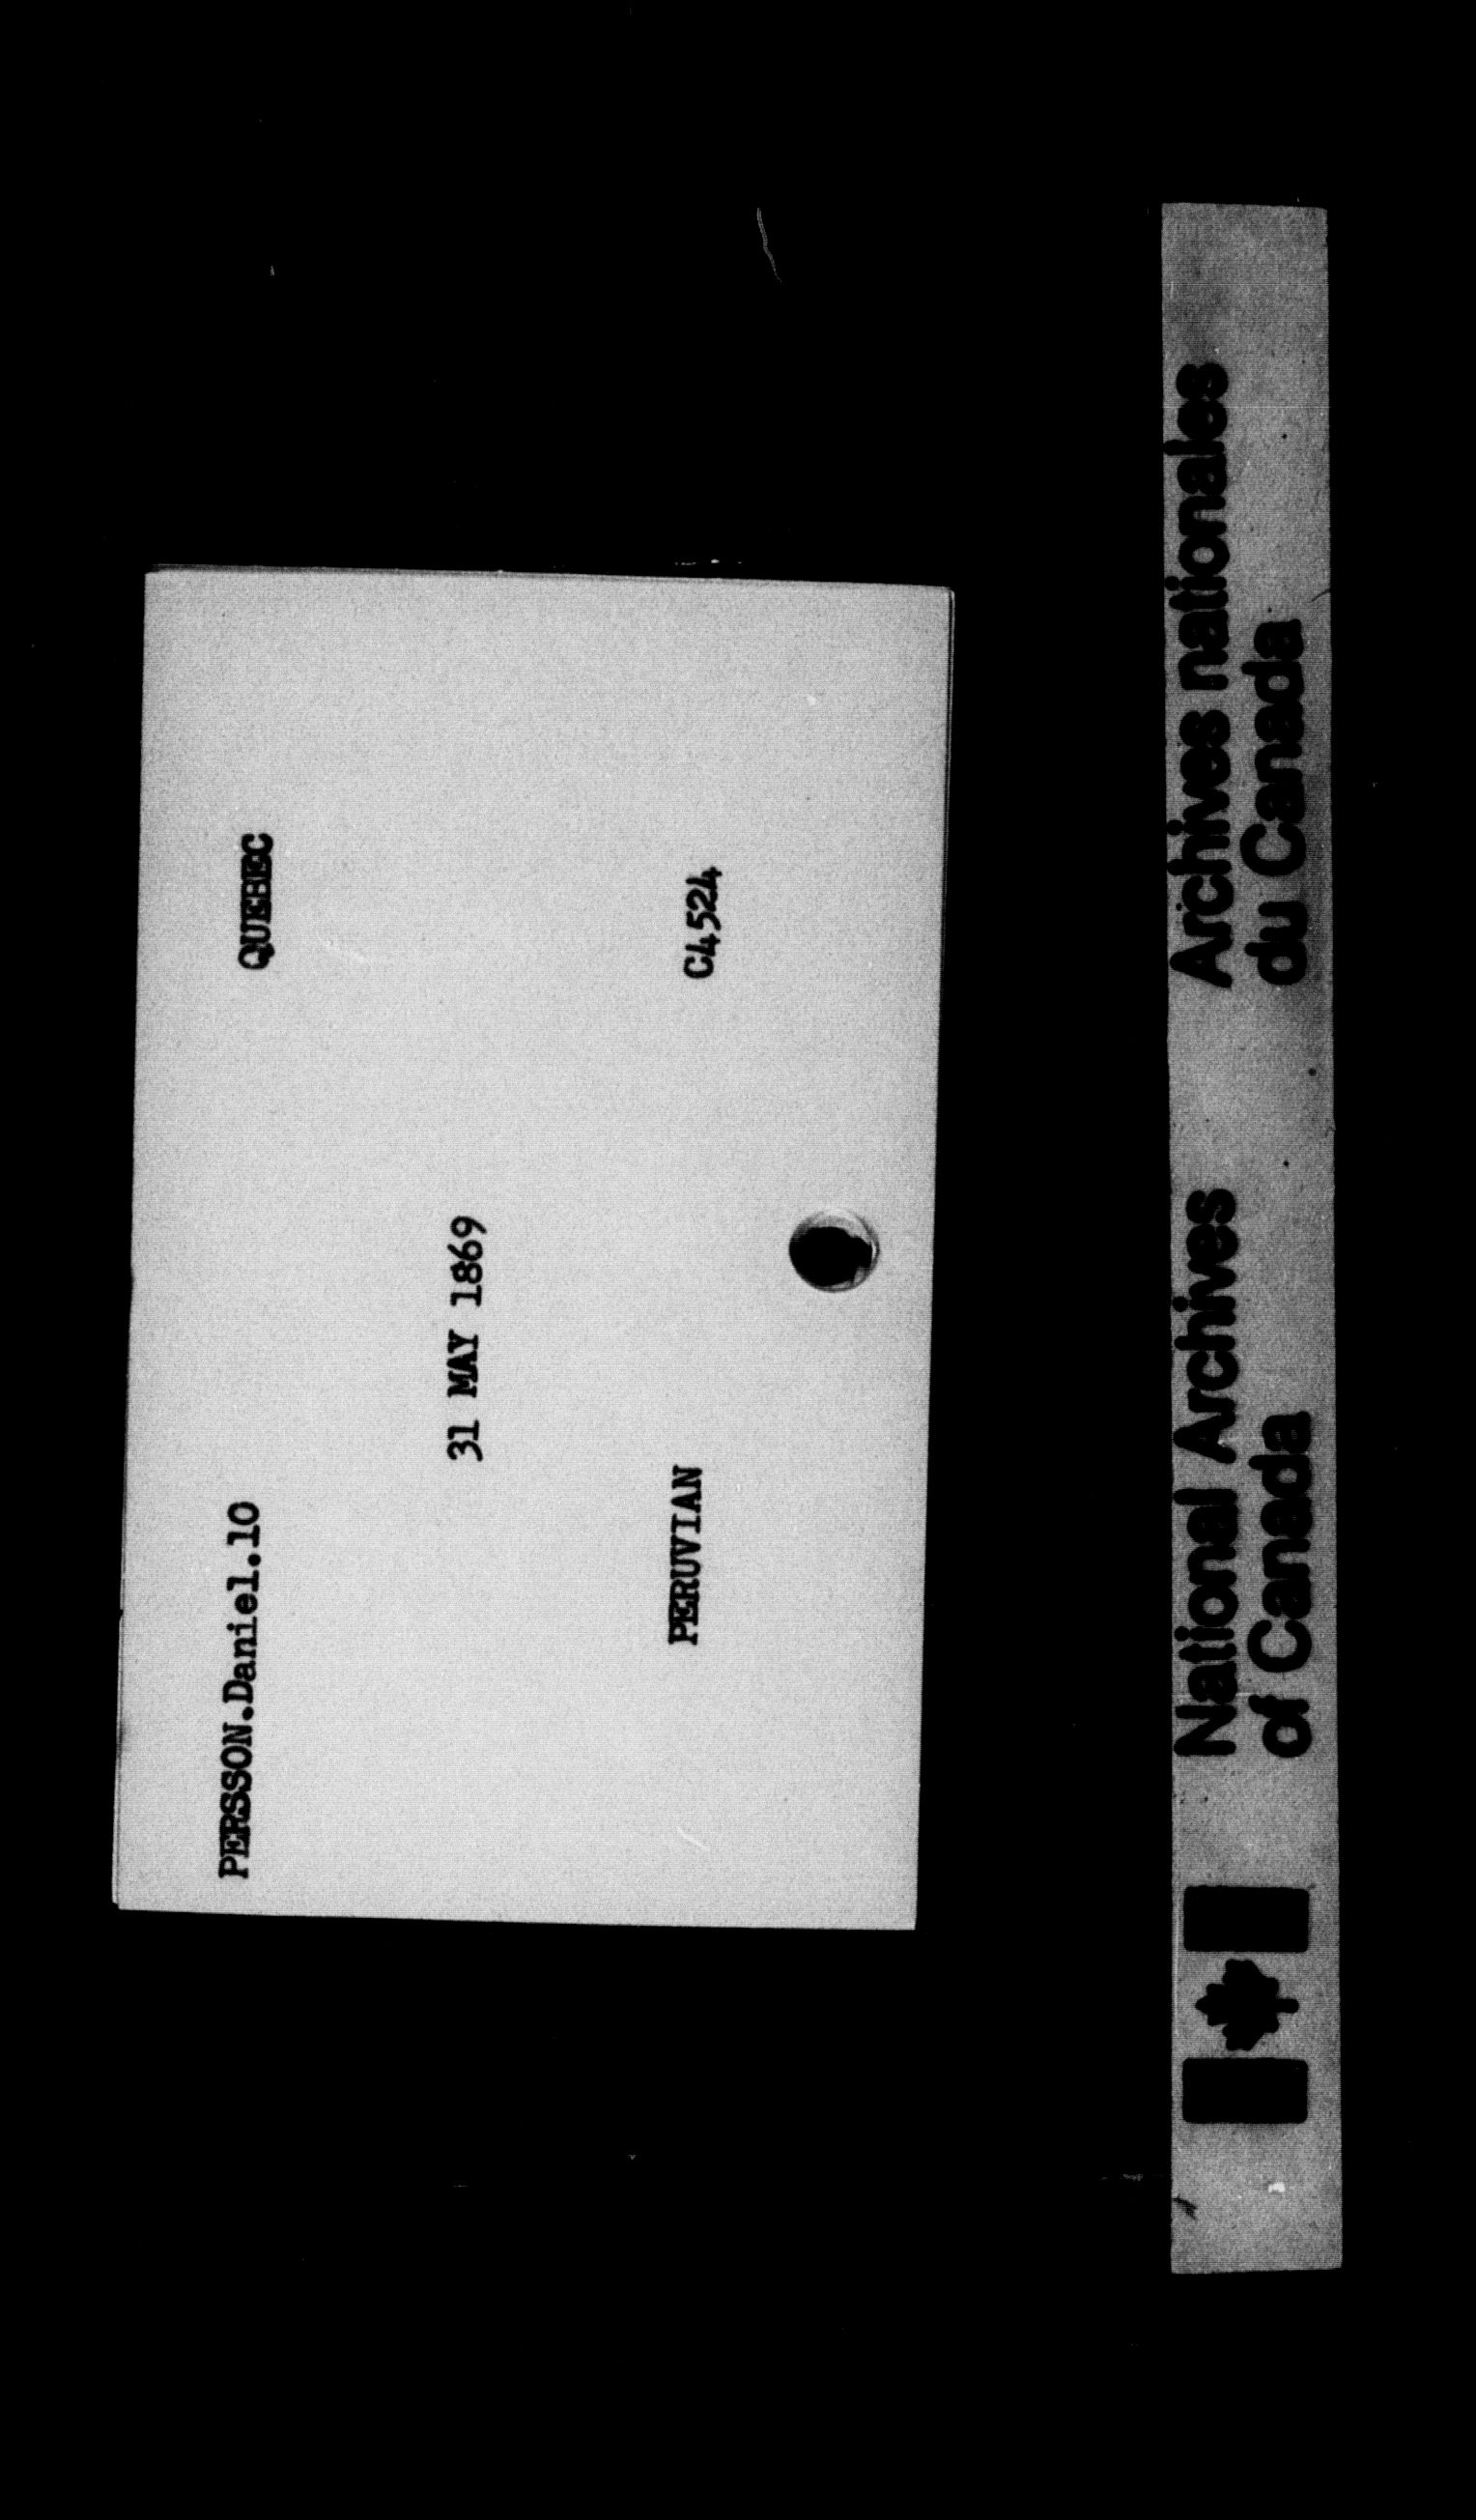 PERSSON.Daniel.10 QUEBEC
31 MAY 1869
PERUVIAN C4524
National Archives Archives nationales
of Canada du Canada